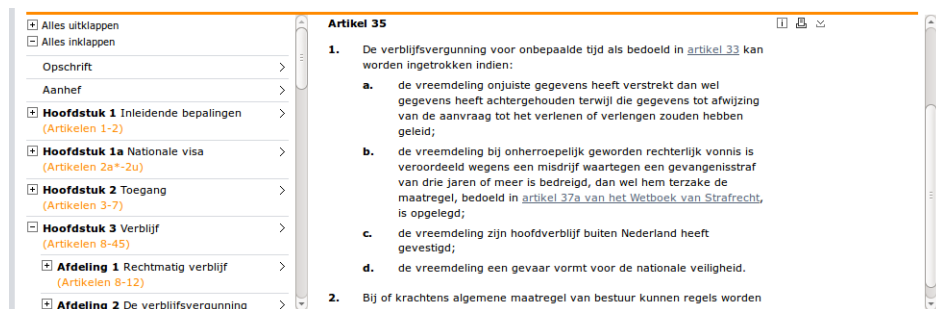 Alles uitklappen
Alles inklappen
Opschrift
Aanhef
Hoofdstuk 1 Inleidende bepalingen
(Artikelen 1-2)
Hoofdstuk 1a Nationale visa
(Artikelen 2a*-2u)
Hoofdstuk 2 Toegang
(Artikelen 3-7)
Hoofdstuk 3 Verblijf
(Artikelen 8-45)
Afdeling 1 Rechtmatig verblijf
(Artikelen 8-12)
Afdeling 2 De verblijfsvergunning
Artikel 35
1. De verblijfsvergunning voor onbepaalde tijd als bedoeld in artikel 33 kan
worden ingetrokken indien:
a. de vreemdeling onjuiste gegevens heeft verstrekt dan wel
gegevens heeft achtergehouden terwijl die gegevens tot afwijzing
van de aanvraag tot het verlenen of verlengen zouden hebben
geleid;
b. de vreemdeling bij onherroepelijk geworden rechterlijk vonnis is
veroordeeld wegens een misdrijf waartegen een gevangenisstraf
van drie jaren of meer is bedreigd, dan wel hem terzake de
maatregel, bedoeld in artikel 37a van het Wetboek van Strafrecht,
is opgelegd;
c. de vreemdeling zijn hoofdverblijf buiten Nederland heeft
gevestigd;
d. de vreemdeling een gevaar vormt voor de nationale veiligheid.
2. Bij of krachtens algemene maatregel van bestuur kunnen regels worden